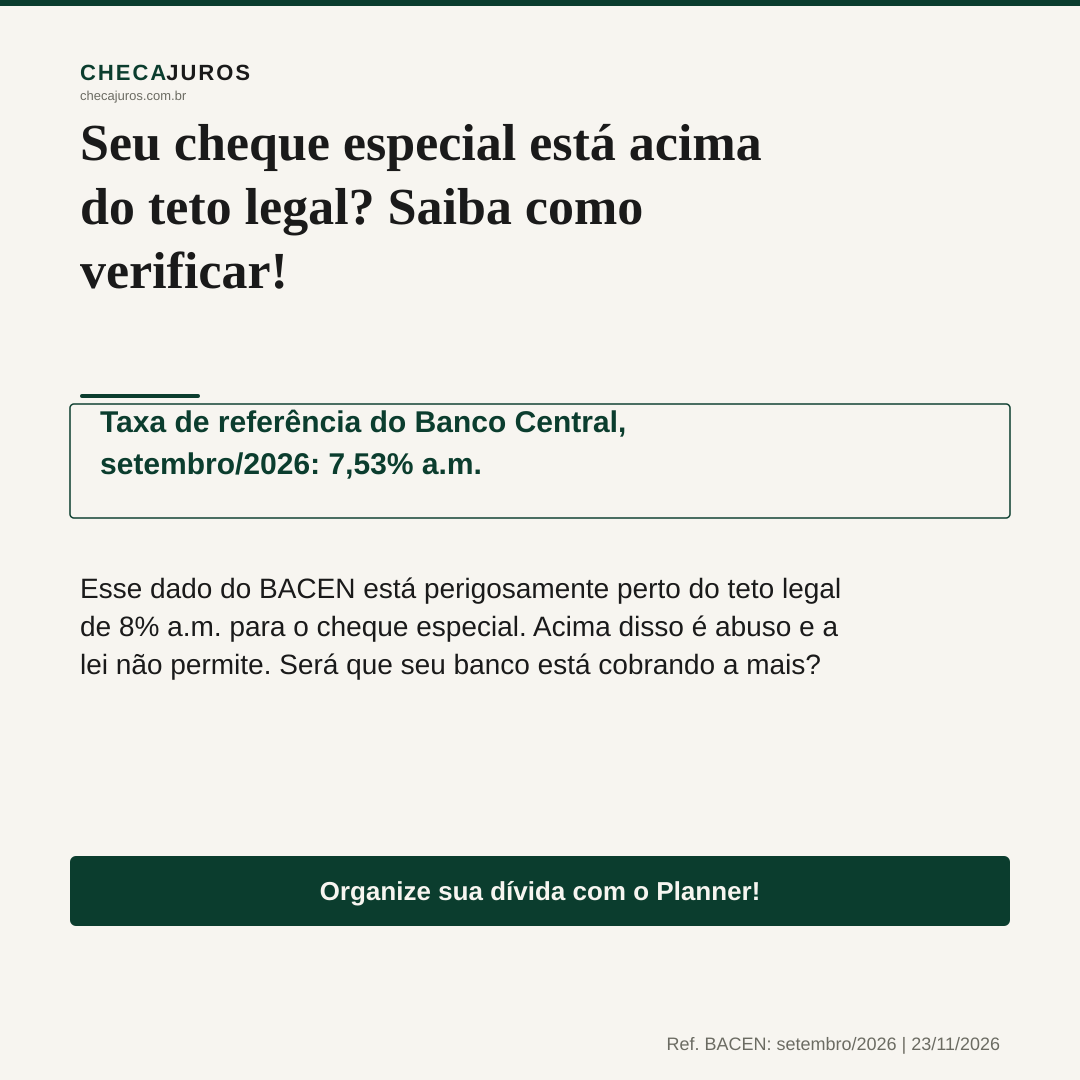 CHECAJUROS
checajuros.com.br
Seu cheque especial está acima
do teto legal? Saiba como
verificar!
Taxa de referência do Banco Central,
setembro/2026: 7,53% a.m.
Esse dado do BACEN está perigosamente perto do teto legal
de 8% a.m. para o cheque especial. Acima disso é abuso e a
lei não permite. Será que seu banco está cobrando a mais?
Organize sua dívida com o Planner!
Ref. BACEN: setembro/2026 | 23/11/2026